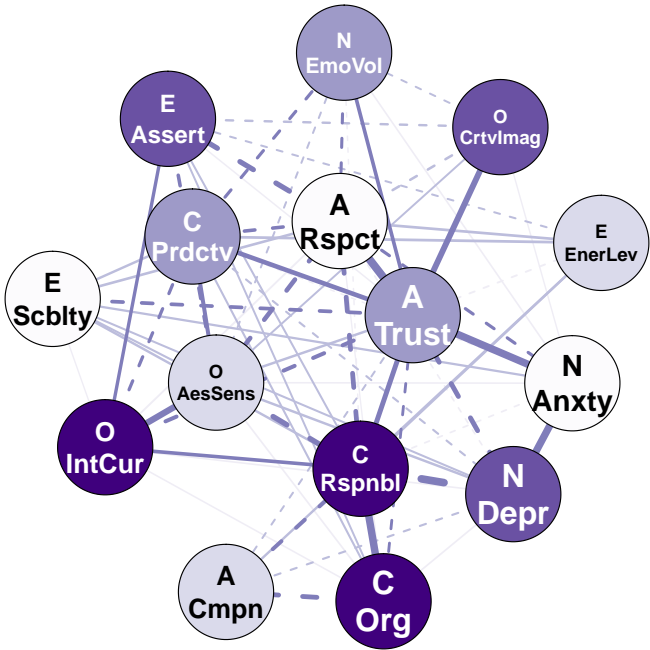 N
EmoVol
E
Assert
O
CrtvImag
A
Rspct
C
Prdctv
E
EnerLev
E
Scblty
A
Trust
O
AesSens
N
Anxty
O
IntCur
C
Rspnbl
N
Depr
A
Cmpn
C
Org